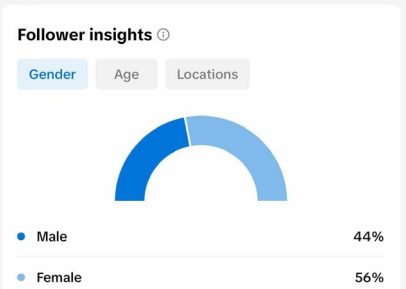 Follower insights
Gender Age Locations
Male 44%
Female 56%